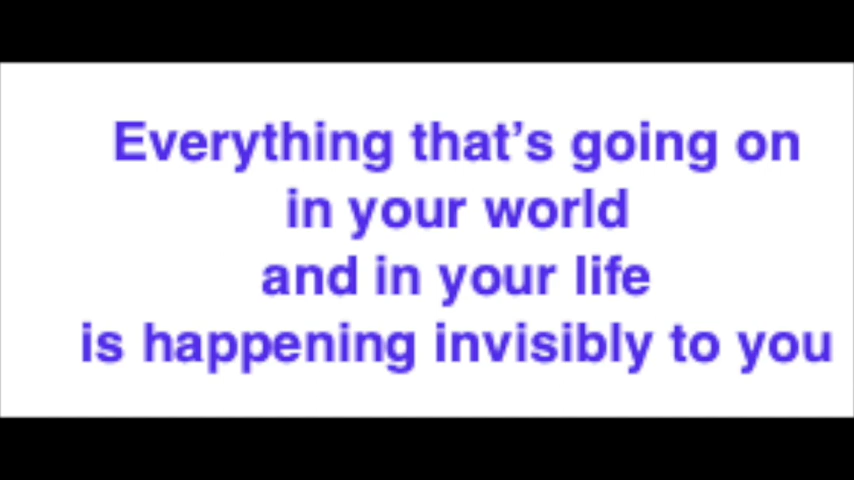 Everything that’s going on
in your world
and in your life
is happening invisibly to you